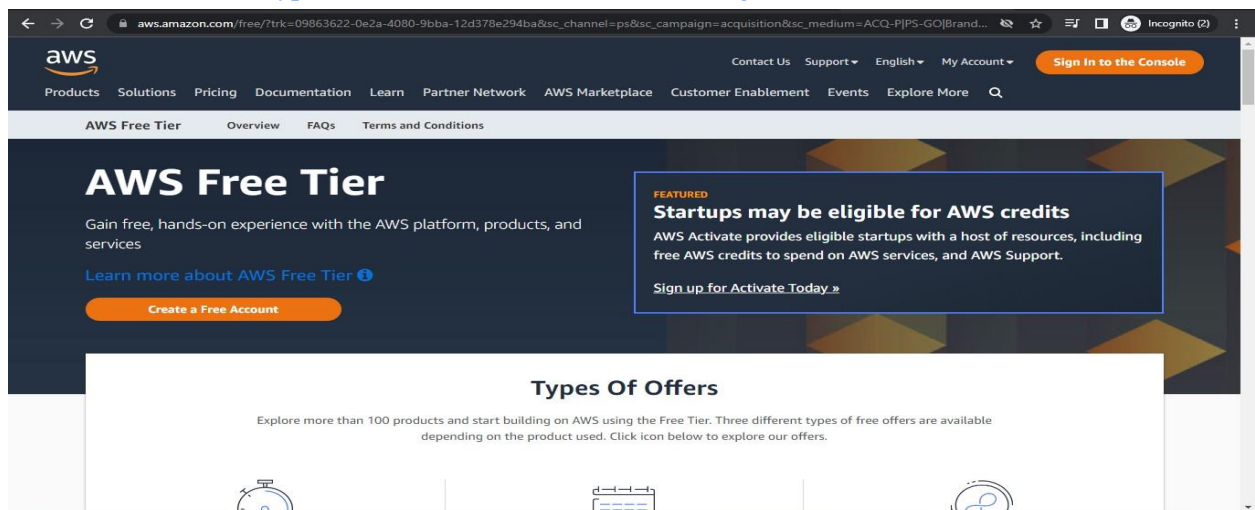 aws.amazon.com/free/?trk=09863622-0e2a-4080-9bba-12d378e294ba&sc_channel=ps&sc_campaign=acquisition&sc_medium=ACQ-P|PS-GO|Brand...
Incognito (2)
aws
Contact Us Support English My Account Sign In to the Console
Products Solutions Pricing Documentation Learn Partner Network AWS Marketplace Customer Enablement Events Explore More
AWS Free Tier Overview FAQs Terms and Conditions
AWS Free Tier
Gain free, hands-on experience with the AWS platform, products, and
services
Learn more about AWS Free Tier
Create a Free Account
FEATURED
Startups may be eligible for AWS credits
AWS Activate provides eligible startups with a host of resources, including
free AWS credits to spend on AWS services, and AWS Support.
Sign up for Activate Today »
Types Of Offers
Explore more than 100 products and start building on AWS using the Free Tier. Three different types of free offers are available
depending on the product used. Click icon below to explore our offers.